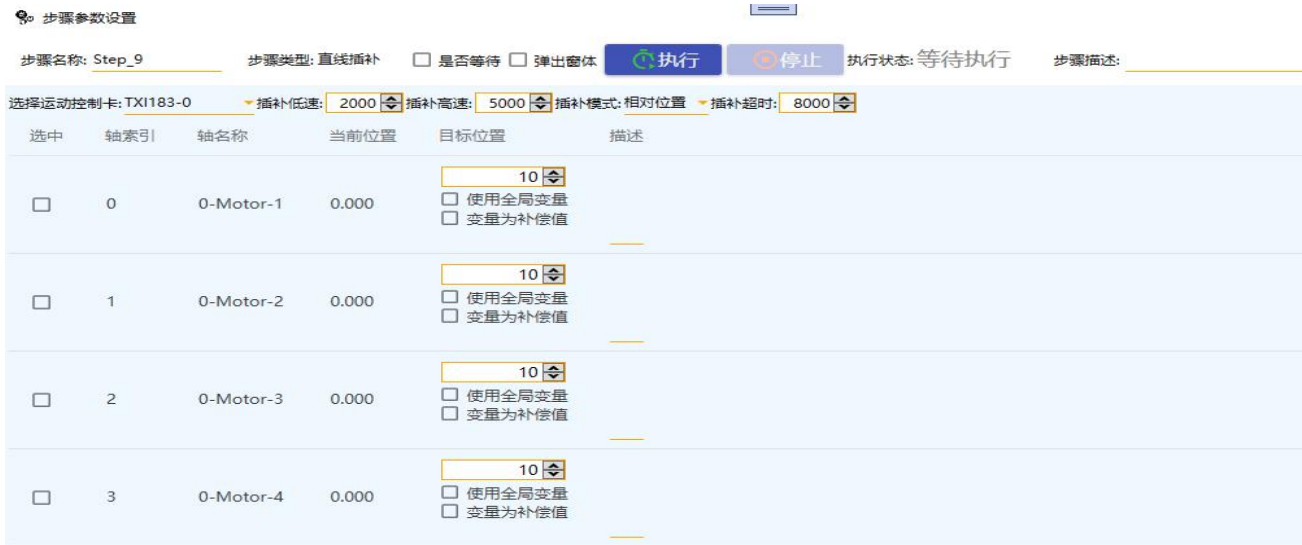 步骤参数设置
步骤名称: Step_9 步骤类型: 直线插补 是否等待 弹出窗体 执行 停止 执行状态: 等待执行 步骤描述:
选择运动控制卡: TXI183-0 插补低速: 2000 插补高速: 5000 插补模式: 相对位置 插补超时: 8000
选中 轴索引 轴名称 当前位置 目标位置 描述
10
使用全局变量
0 0-Motor-1 0.000
变量为补偿值
10
使用全局变量
1 0-Motor-2 0.000
变量为补偿值
10
使用全局变量
2 0-Motor-3 0.000
变量为补偿值
10
使用全局变量
3 0-Motor-4 0.000
变量为补偿值